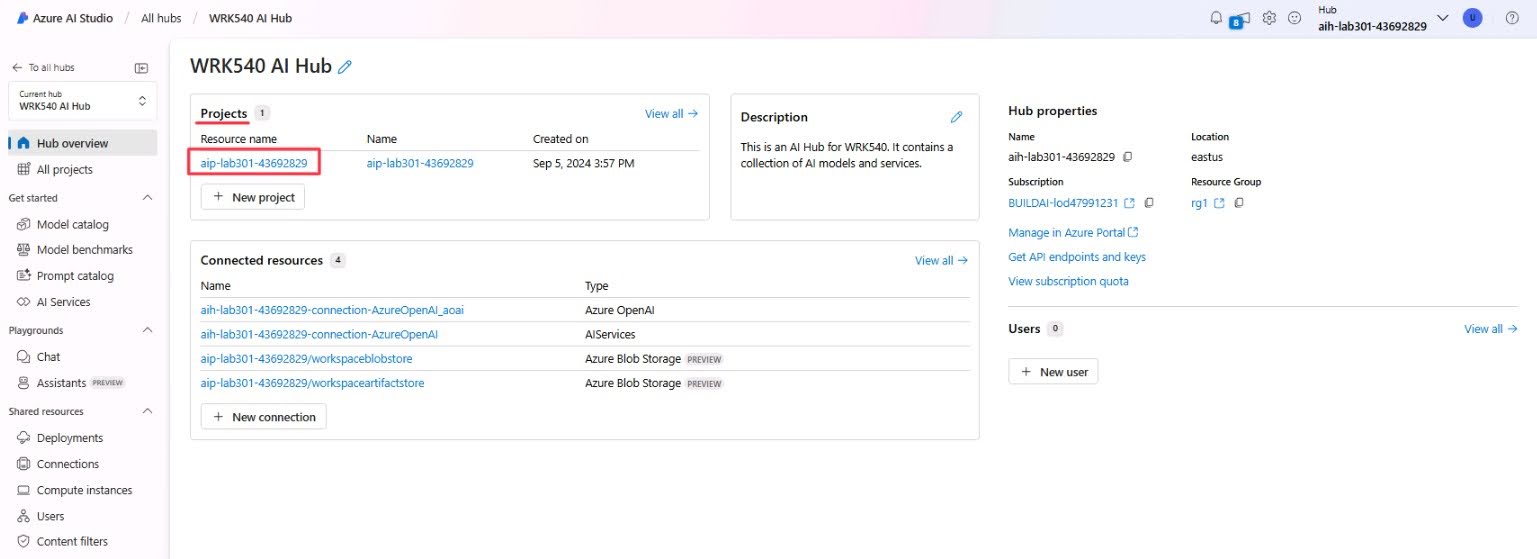 Azure AI Studio / All hubs / WRK540 AI Hub
8
Hub
aih-lab301-43692829
U
To all hubs
Current hub
WRK540 AI Hub
Hub overview
All projects
Get started
Model catalog
Model benchmarks
Prompt catalog
AI Services
Playgrounds
Chat
Assistants PREVIEW
Shared resources
Deployments
Connections
Compute instances
Users
Content filters
WRK540 AI Hub
Projects 1 View all
Resource name Name Created on
aip-lab301-43692829 aip-lab301-43692829 Sep 5, 2024 3:57 PM
+ New project
Description
This is an AI Hub for WRK540. It contains a
collection of AI models and services.
Connected resources 4 View all
Name Type
aih-lab301-43692829-connection-AzureOpenAI_aoai Azure OpenAI
aih-lab301-43692829-connection-AzureOpenAI AIServices
aip-lab301-43692829/workspaceblobstore Azure Blob Storage PREVIEW
aip-lab301-43692829/workspaceartifactstore Azure Blob Storage PREVIEW
+ New connection
Hub properties
Name Location
aih-lab301-43692829 eastus
Subscription Resource Group
BUILDAI-lod47991231 rg1
Manage in Azure Portal
Get API endpoints and keys
View subscription quota
Users 0 View all
+ New user